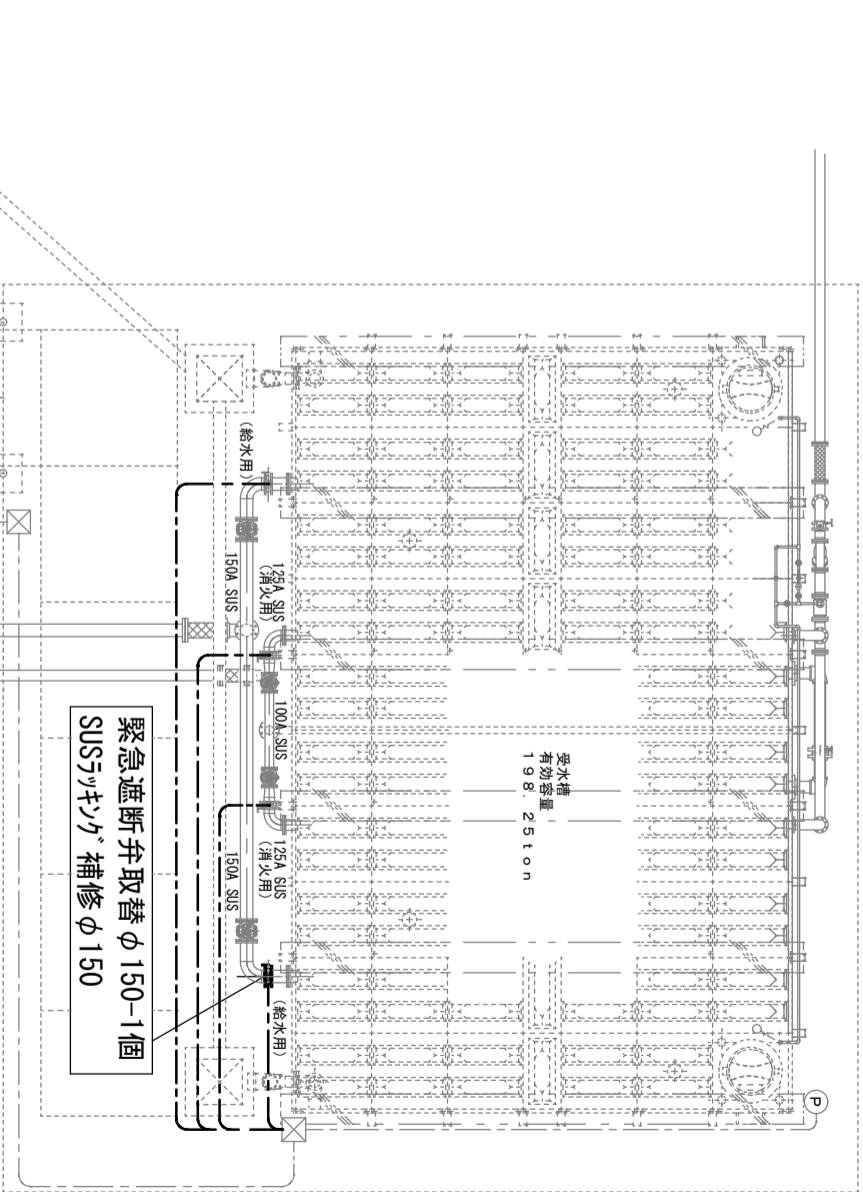 受水槽
有効容量
198.25ton
(給水用)
150A SUS
125A SUS
(消火用)
100A SUS
125A SUS
(消火用)
150A SUS
(給水用)
緊急遮断弁取替φ150-1個
SUSラッキング補修φ150
P